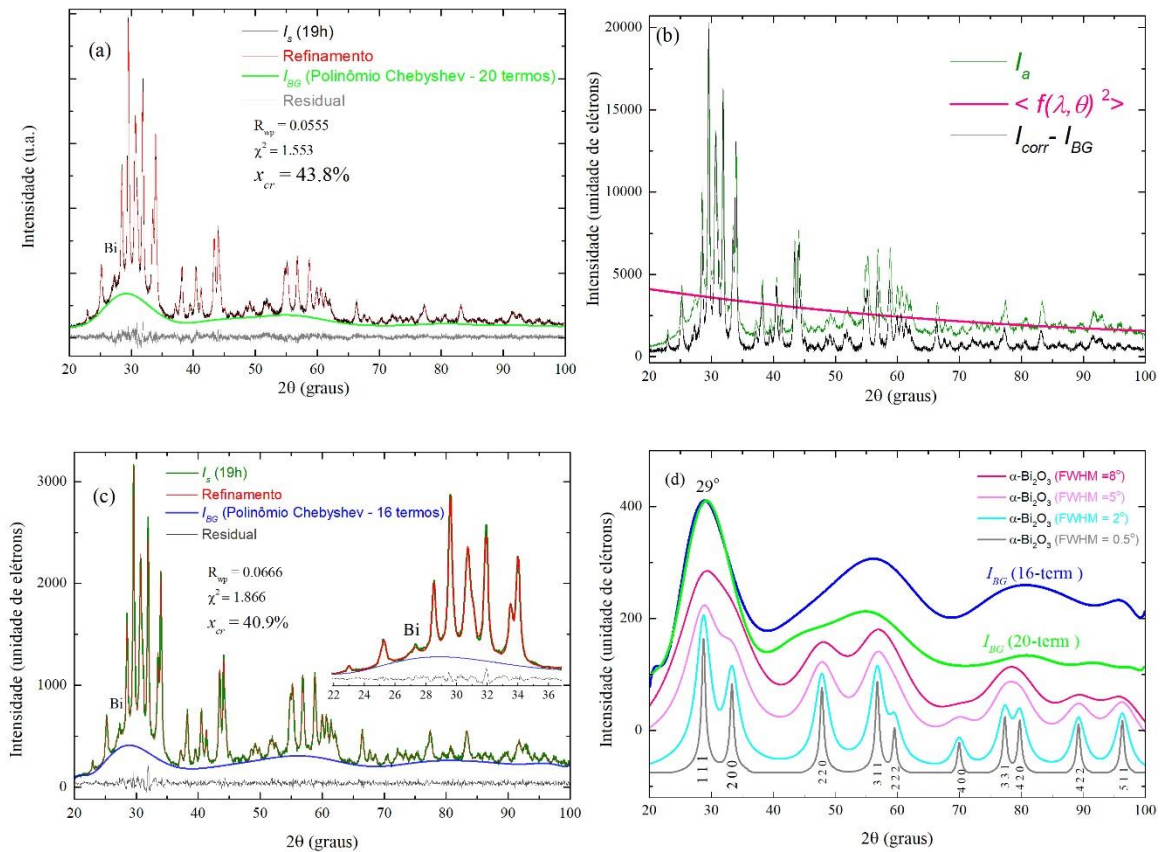 (a)
I_s (19h)
Refinamento
I_BG (Polinômio Chebyshev - 20 termos)
Residual
R_wp = 0.0555
χ² = 1.553
x_cr = 43.8%
Bi
Intensidade (u.a.)
20 30 40 50 60 70 80 90 100
2θ (graus)
(b)
I_a
< f(λ,θ) ²>
I_corr - I_BG
20000
15000
10000
5000
0
Intensidade (unidade de elétrons)
20 30 40 50 60 70 80 90 100
2θ (graus)
(c)
I_s (19h)
Refinamento
I_BG (Polinômio Chebyshev - 16 termos)
Residual
R_wp = 0.0666
χ² = 1.866
x_cr = 40.9%
Bi
Bi
22 24 26 28 30 32 34 36
3000
2000
1000
0
Intensidade (unidade de elétrons)
20 30 40 50 60 70 80 90 100
2θ (graus)
(d)
29°
α-Bi₂O₃ (FWHM =8°)
α-Bi₂O₃ (FWHM =5°)
α-Bi₂O₃ (FWHM = 2°)
α-Bi₂O₃ (FWHM = 0.5°)
I_BG (16-term )
I_BG (20-term )
400
200
0
Intensidade (unidade de elétrons)
1 1 1
2 0 0
2 2 0
3 1 1
2 2 2
4 0 0
3 3 1
4 2 0
4 2 2
5 1 1
20 30 40 50 60 70 80 90 100
2θ (graus)